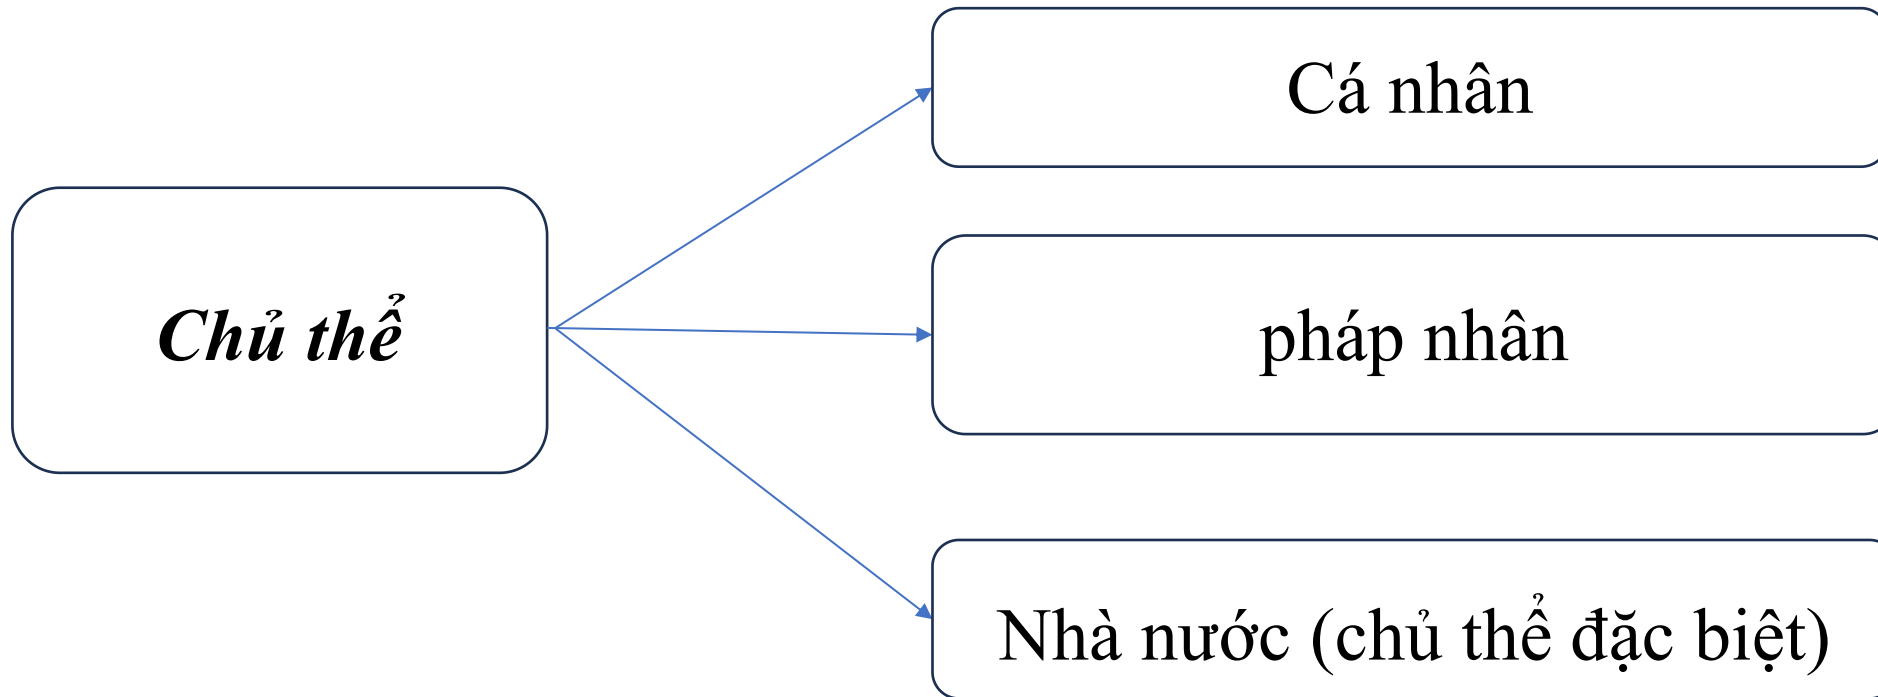 Cá nhân
Chủ thể
pháp nhân
Nhà nước (chủ thể đặc biệt)